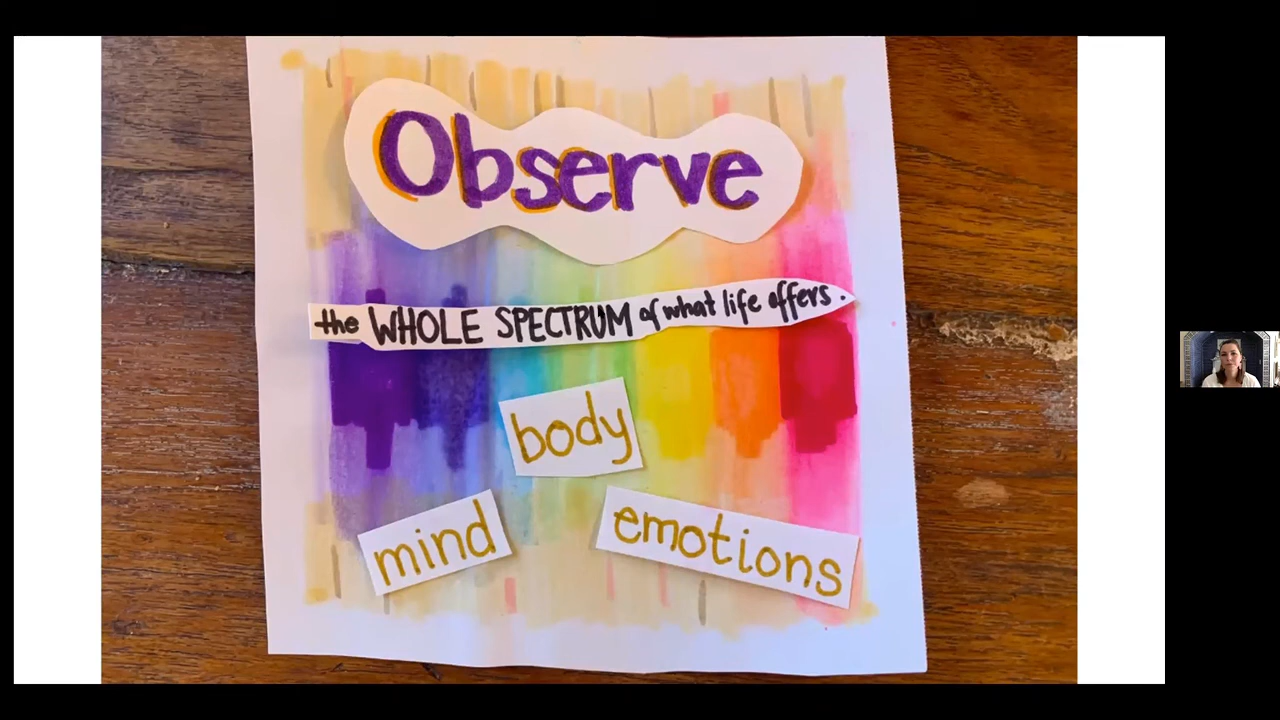 Observe
the WHOLE SPECTRUM of what life offers.
body
mind
emotions